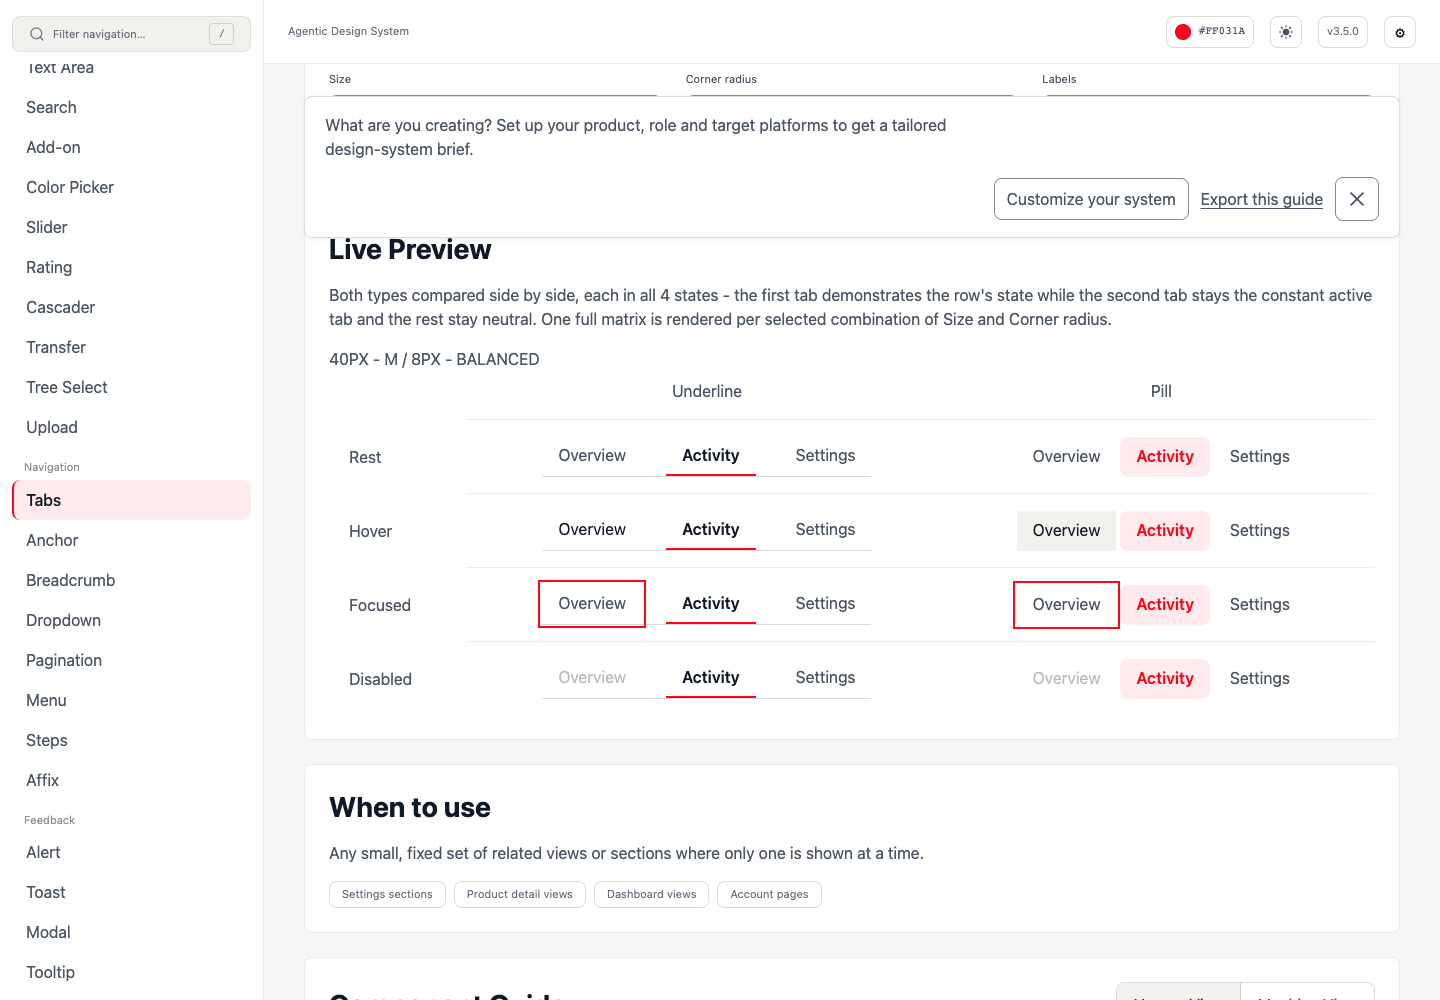 Filter navigation...
/
Text Area
Search
Add-on
Color Picker
Slider
Rating
Cascader
Transfer
Tree Select
Upload
Navigation
Tabs
Anchor
Breadcrumb
Dropdown
Pagination
Menu
Steps
Affix
Feedback
Alert
Toast
Modal
Tooltip
Agentic Design System
#FF031A
v3.5.0
Size
Corner radius
Labels
What are you creating? Set up your product, role and target platforms to get a tailored
design-system brief.
Customize your system
Export this guide
Live Preview
Both types compared side by side, each in all 4 states - the first tab demonstrates the row's state while the second tab stays the constant active
tab and the rest stay neutral. One full matrix is rendered per selected combination of Size and Corner radius.
40PX - M / 8PX - BALANCED
Underline Pill
Rest Overview Activity Settings Overview Activity Settings
Hover Overview Activity Settings Overview Activity Settings
Focused Overview Activity Settings Overview Activity Settings
Disabled Overview Activity Settings Overview Activity Settings
When to use
Any small, fixed set of related views or sections where only one is shown at a time.
Settings sections
Product detail views
Dashboard views
Account pages
Component Guide